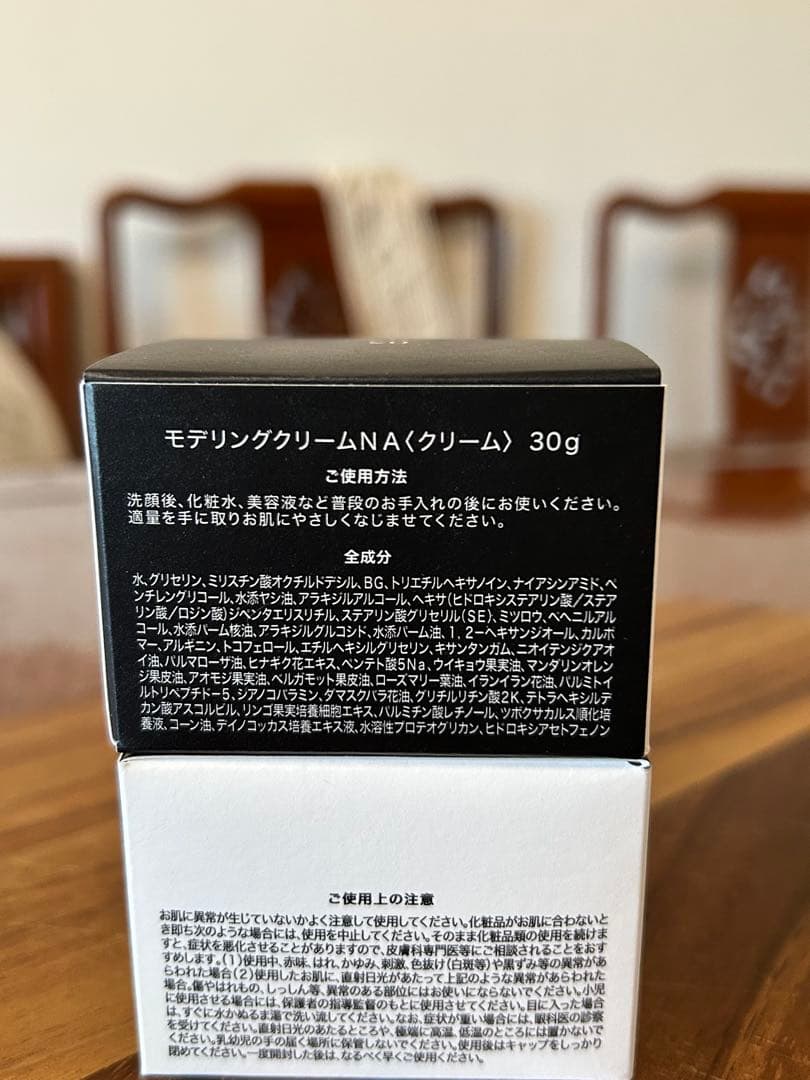 モデリングクリームNA〈クリーム〉 30g
ご使用方法
洗顔後、化粧水、美容液など普段のお手入れの後にお使いください。
適量を手に取りお肌にやさしくなじませてください。
全成分
水、グリセリン、ミリスチン酸オクチルドデシル、BG、トリエチルヘキサノイン、ナイアシンアミド、ペ
ンチレングリコール、水添ヤシ油、アラキジルアルコール、ヘキサ(ヒドロキシステアリン酸/ステア
リン酸/ロジン酸)ジペンタエリスリチル、ステアリン酸グリセリル(SE)、ミツロウ、ベヘニルアル
コール、水添パーム核油、アラキジルグルコシド、水添パーム油、1,2-ヘキサンジオール、カルボ
マー、アルギニン、トコフェロール、エチルヘキシルグリセリン、キサンタンガム、ニオイテンジクアオ
イ油、パルマローザ油、ヒナギク花エキス、ペンテト酸5Na、ウイキョウ果実油、マンダリンオレン
ジ果皮油、アオモジ果実油、ベルガモット果皮油、ローズマリー葉油、イランイラン花油、パルミトイ
ルトリペプチド-5、シアノコバラミン、ダマスクバラ花油、グリチルリチン酸2K、テトラヘキシルデ
カン酸アスコルビル、リンゴ果実培養細胞エキス、パルミチン酸レチノール、ツボクサカルス順化培
養液、コーン油、デイノコッカス培養エキス液、水溶性プロテオグリカン、ヒドロキシアセトフェノン
ご使用上の注意
お肌に異常が生じていないかよく注意して使用してください。化粧品がお肌に合わないと
き即ち次のような場合には、使用を中止してください。そのまま化粧品類の使用を続けま
すと、症状を悪化させることがありますので、皮膚科専門医等にご相談されることをおす
すめします。(1)使用中、赤味、はれ、かゆみ、刺激、色抜け(白斑等)や黒ずみ等の異常があ
らわれた場合(2)使用したお肌に、直射日光があたって上記のような異常があらわれた
場合。傷やはれもの、しっしん等、異常のある部位にはお使いにならないでください。小児
に使用させる場合には、保護者の指導監督のもとに使用させてください。目に入った場合
は、すぐに水かぬるま湯で洗い流してください。なお、症状が重い場合には、眼科医の診察
を受けてください。直射日光のあたるところや、極端に高温、低温のところには置かないで
ください。乳幼児の手の届く場所に保管しないでください。使用後はキャップをしっかり
閉めてください。一度開封した後は、なるべく早くご使用ください。